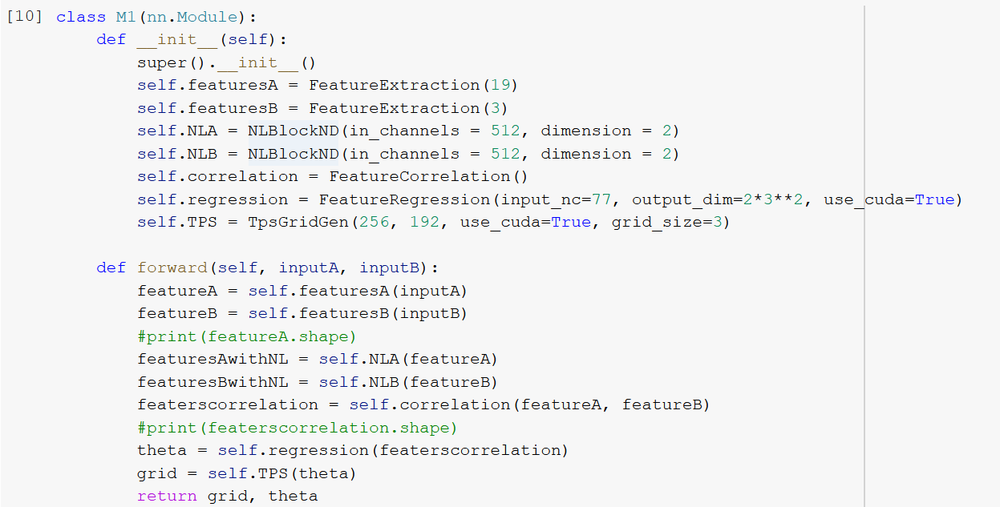 [10] class M1(nn.Module):
    def __init__(self):
        super().__init__()
        self.featuresA = FeatureExtraction(19)
        self.featuresB = FeatureExtraction(3)
        self.NLA = NLBlockND(in_channels = 512, dimension = 2)
        self.NLB = NLBlockND(in_channels = 512, dimension = 2)
        self.correlation = FeatureCorrelation()
        self.regression = FeatureRegression(input_nc=77, output_dim=2*3**2, use_cuda=True)
        self.TPS = TpsGridGen(256, 192, use_cuda=True, grid_size=3)

    def forward(self, inputA, inputB):
        featureA = self.featuresA(inputA)
        featureB = self.featuresB(inputB)
        #print(featureA.shape)
        featuresAwithNL = self.NLA(featureA)
        featuresBwithNL = self.NLB(featureB)
        featerscorrelation = self.correlation(featureA, featureB)
        #print(featerscorrelation.shape)
        theta = self.regression(featerscorrelation)
        grid = self.TPS(theta)
        return grid, theta